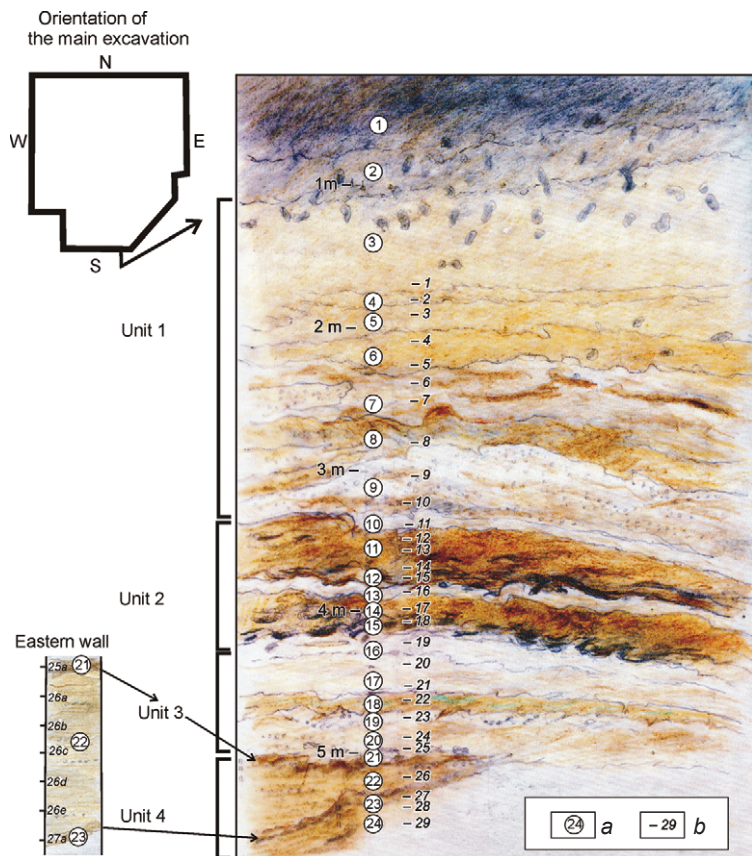 Orientation of
the main excavation
N
W
E
S
Unit 1
Unit 2
Unit 3
Unit 4
Eastern wall
25a
21
26a
26b
22
26c
26d
26e
27a
23
1
2
1m
3
1
4
2
3
5
2 m
4
6
5
6
7
7
8
8
3 m
9
9
10
10
11
12
11
13
14
12
15
13
16
4 m
14
17
15
18
16
19
20
17
21
18
22
19
23
20
24
25
5 m
21
22
26
23
27
28
24
29
24 a
29 b